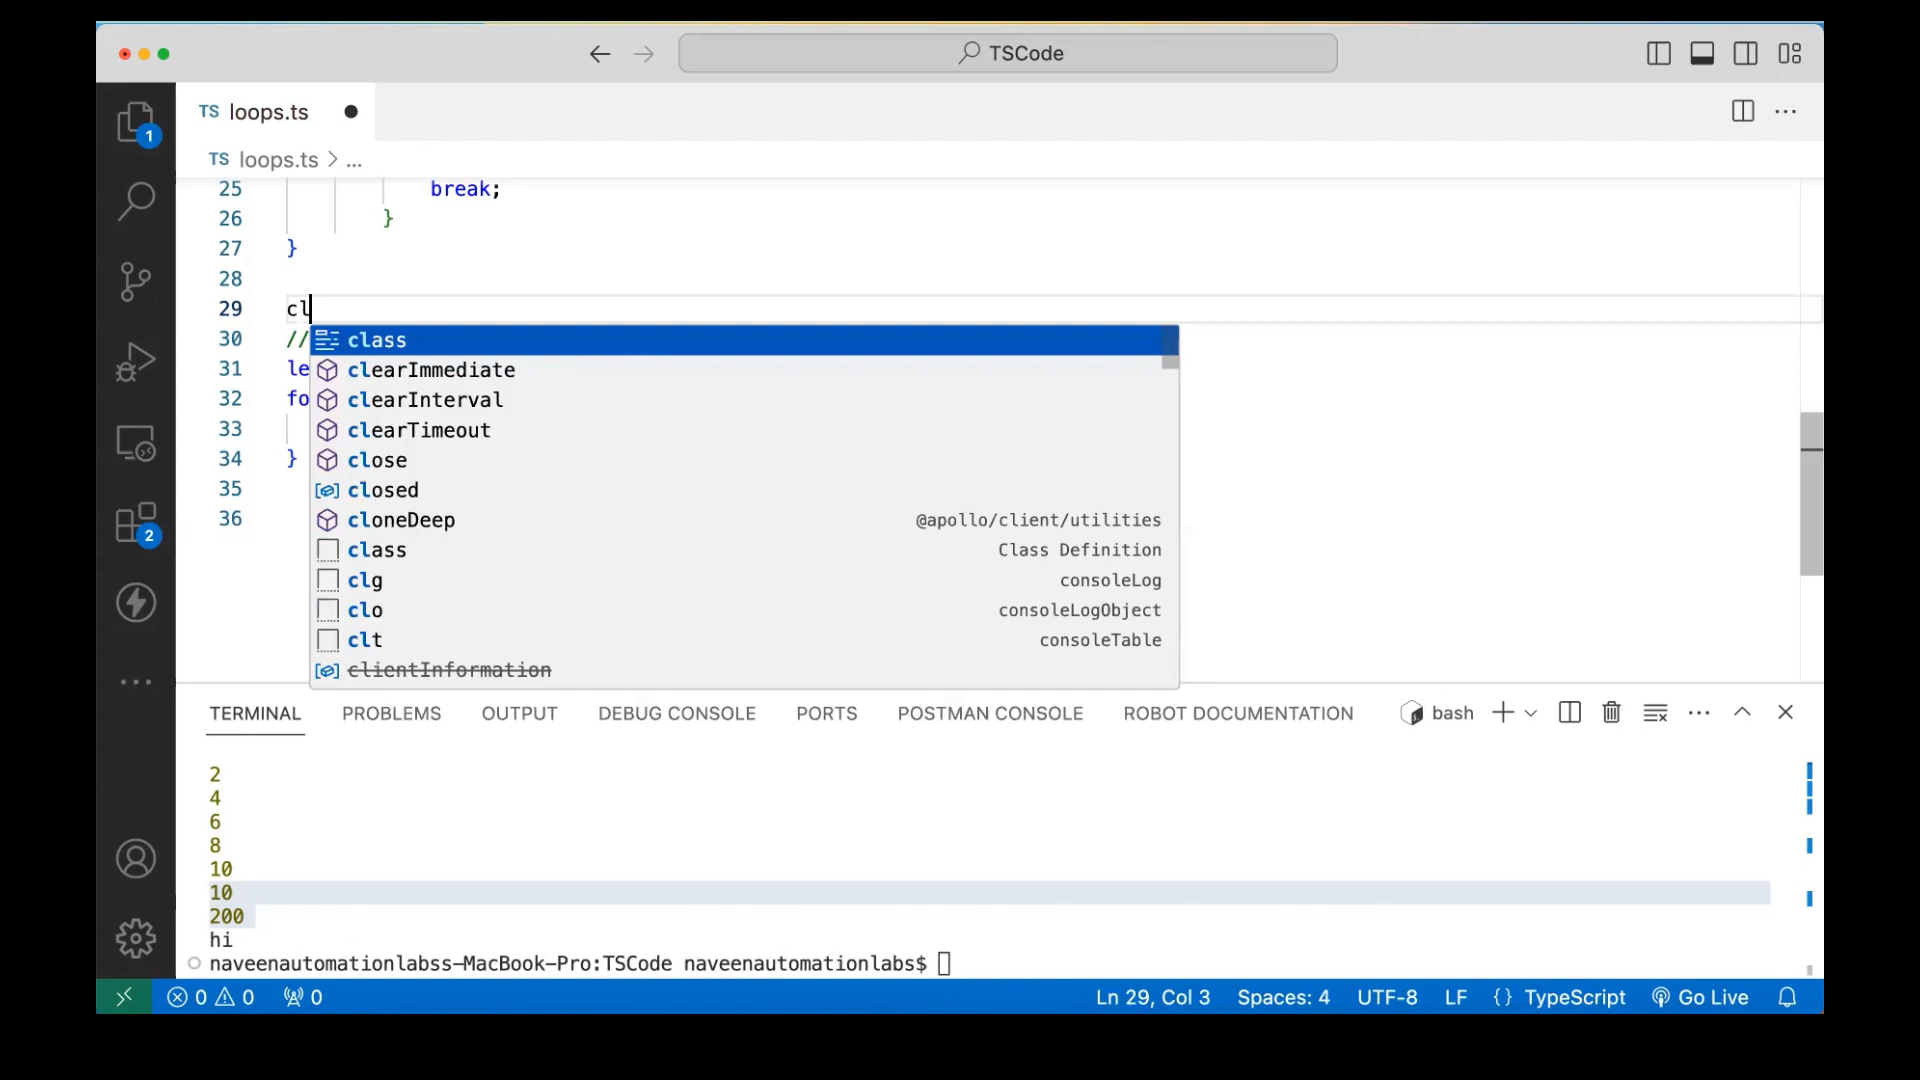 TSCode
TS loops.ts
TS loops.ts > ...
25 break;
26 }
27 }
28
29 cl
30 //
31 le
32 fo
33
34 }
35
36
class
clearImmediate
clearInterval
clearTimeout
close
closed
cloneDeep @apollo/client/utilities
class Class Definition
clg consoleLog
clo consoleLogObject
clt consoleTable
clientInformation
1
2
TERMINAL PROBLEMS OUTPUT DEBUG CONSOLE PORTS POSTMAN CONSOLE ROBOT DOCUMENTATION bash
2
4
6
8
10
10
200
hi
naveenautomationlabss-MacBook-Pro:TSCode naveenautomationlabs$
0 0 0 Ln 29, Col 3 Spaces: 4 UTF-8 LF {} TypeScript Go Live